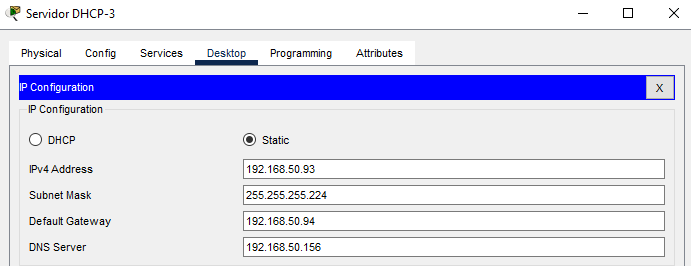 Servidor DHCP-3
Physical Config Services Desktop Programming Attributes
IP Configuration X
IP Configuration
DHCP Static
IPv4 Address 192.168.50.93
Subnet Mask 255.255.255.224
Default Gateway 192.168.50.94
DNS Server 192.168.50.156